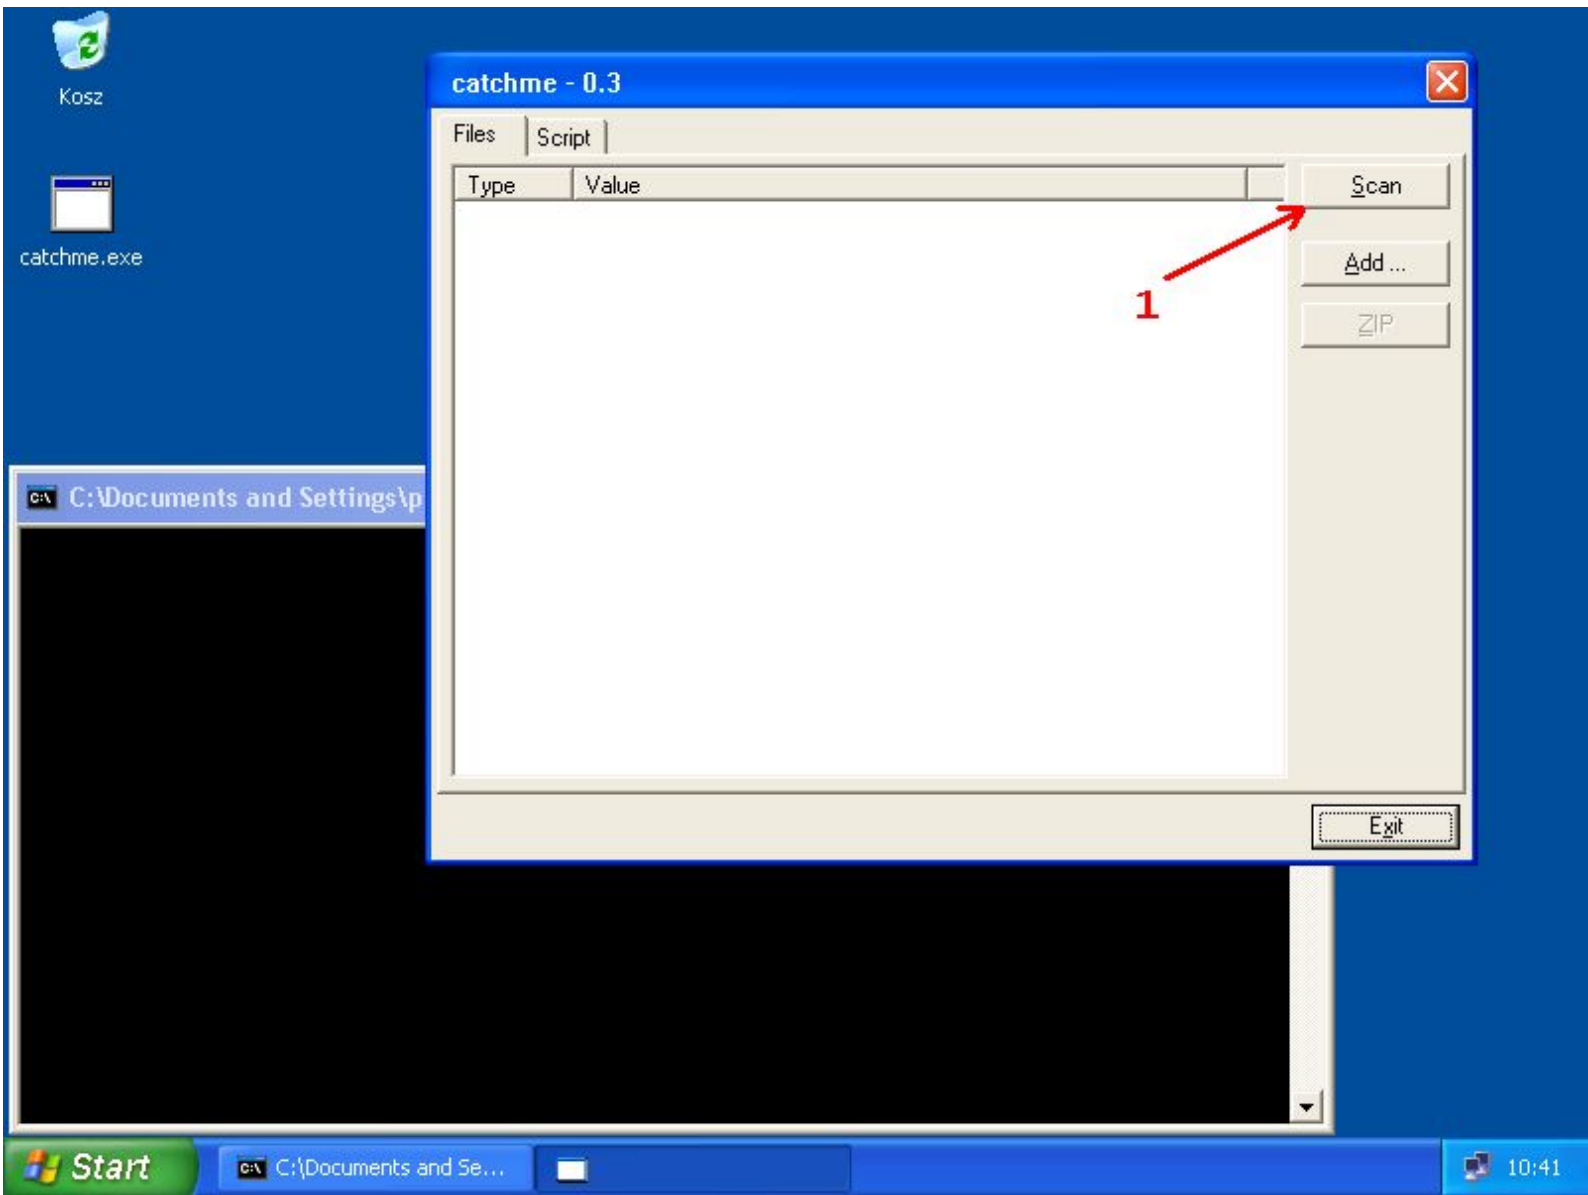 Kosz
catchme.exe
catchme - 0.3
Files
Script
Type
Value
Scan
Add ...
ZIP
1
Exit
C:\Documents and Settings\p
Start
C:\Documents and Se...
10:41